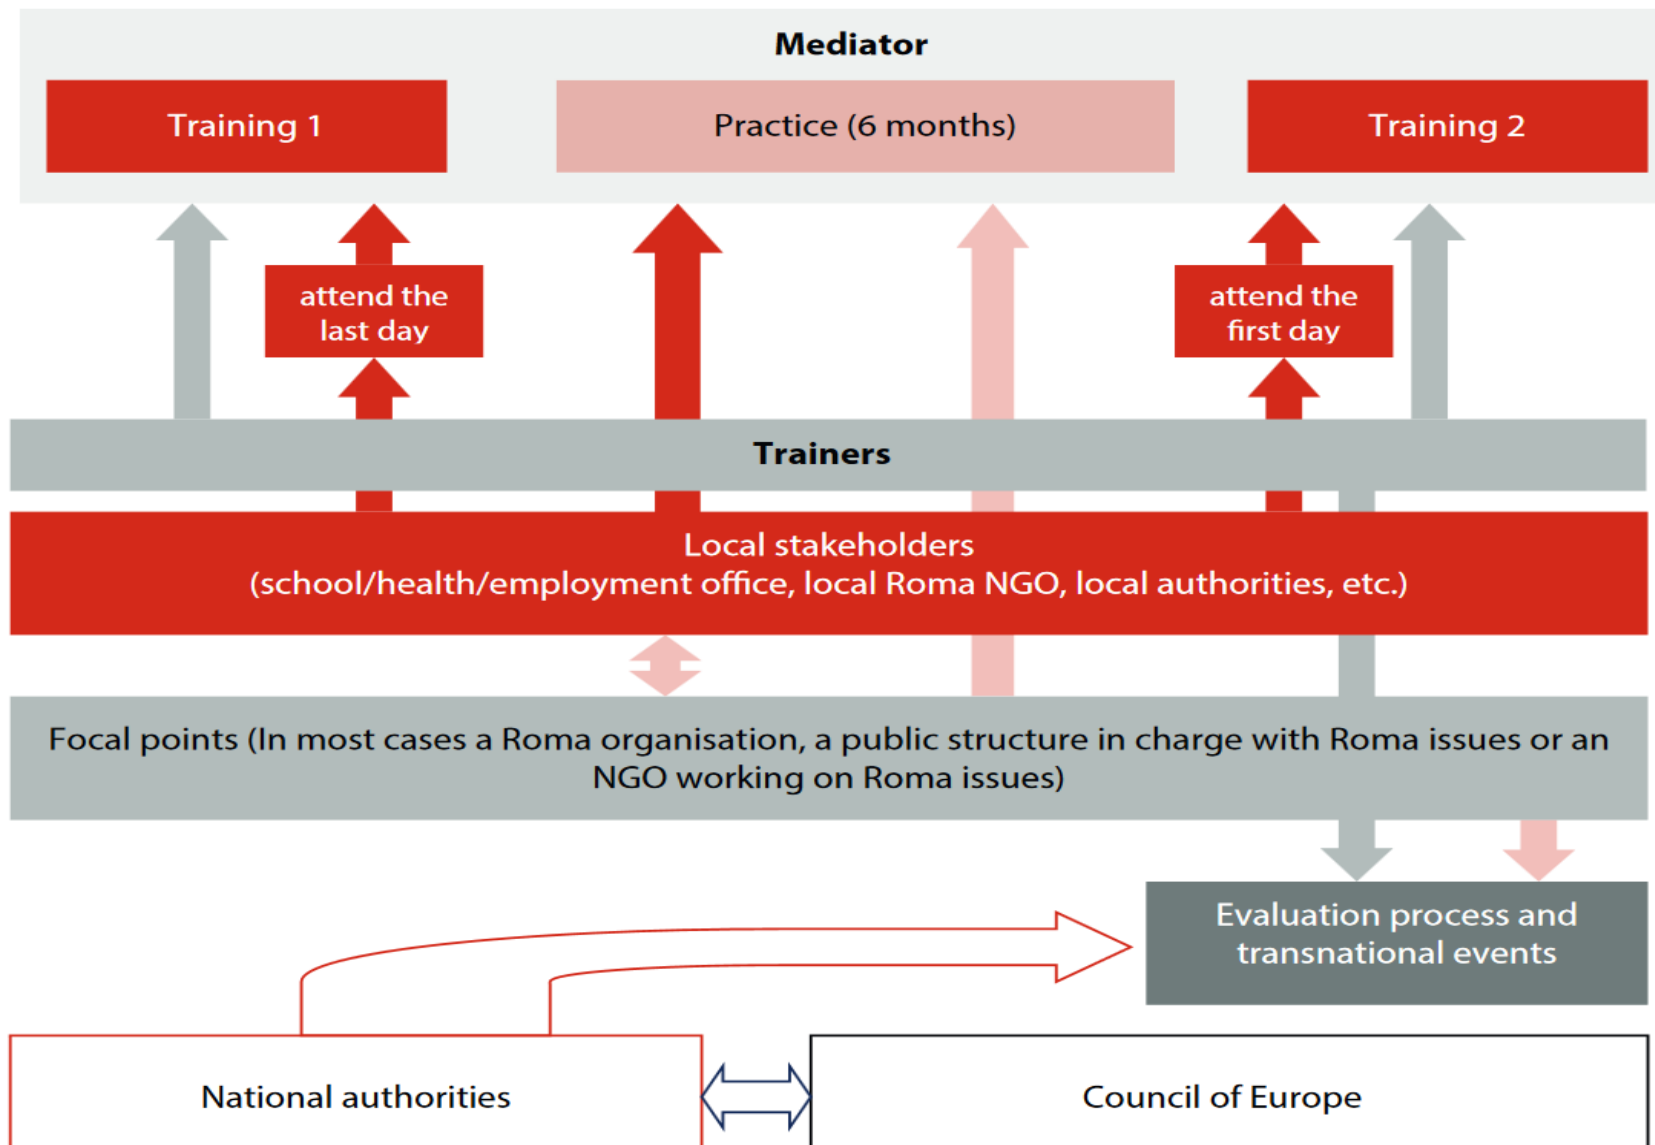 Mediator
Training 1
Practice (6 months)
Training 2
attend the
last day
attend the
first day
Trainers
Local stakeholders
(school/health/employment office, local Roma NGO, local authorities, etc.)
Focal points (In most cases a Roma organisation, a public structure in charge with Roma issues or an
NGO working on Roma issues)
Evaluation process and
transnational events
National authorities
Council of Europe